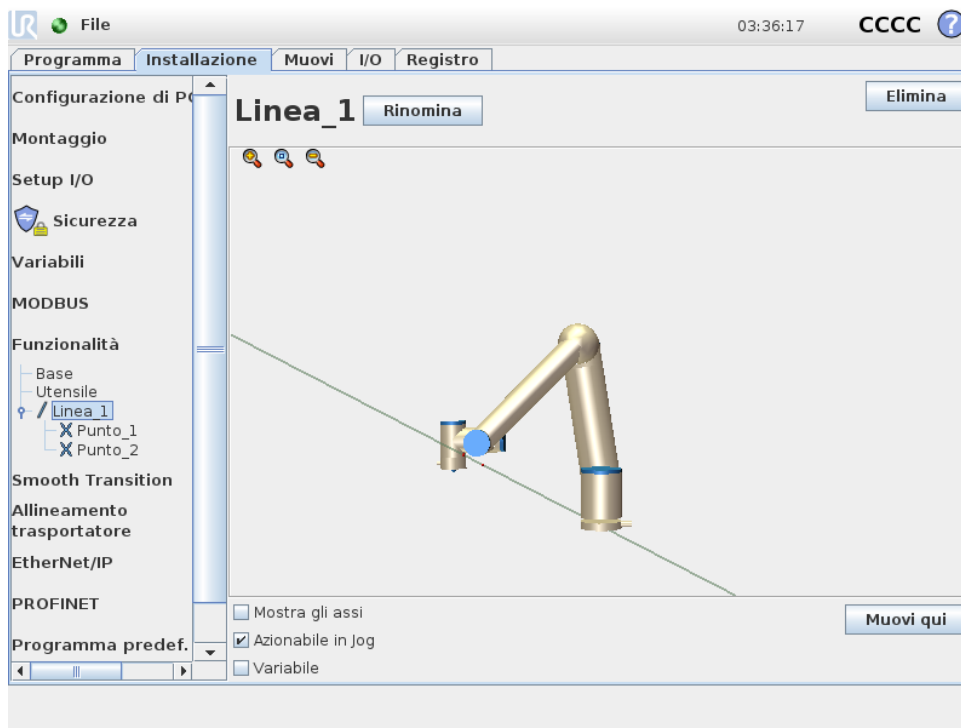 UR File 03:36:17 CCCC ?
Programma Installazione Muovi I/O Registro
Configurazione di
Montaggio
Setup I/O
Sicurezza
Variabili
MODBUS
Funzionalità
Base
Utensile
Linea_1
Punto_1
Punto_2
Smooth Transition
Allineamento
trasportatore
EtherNet/IP
PROFINET
Programma predef.
Linea_1 Rinomina Elimina
Mostra gli assi
Azionabile in Jog
Variabile
Muovi qui